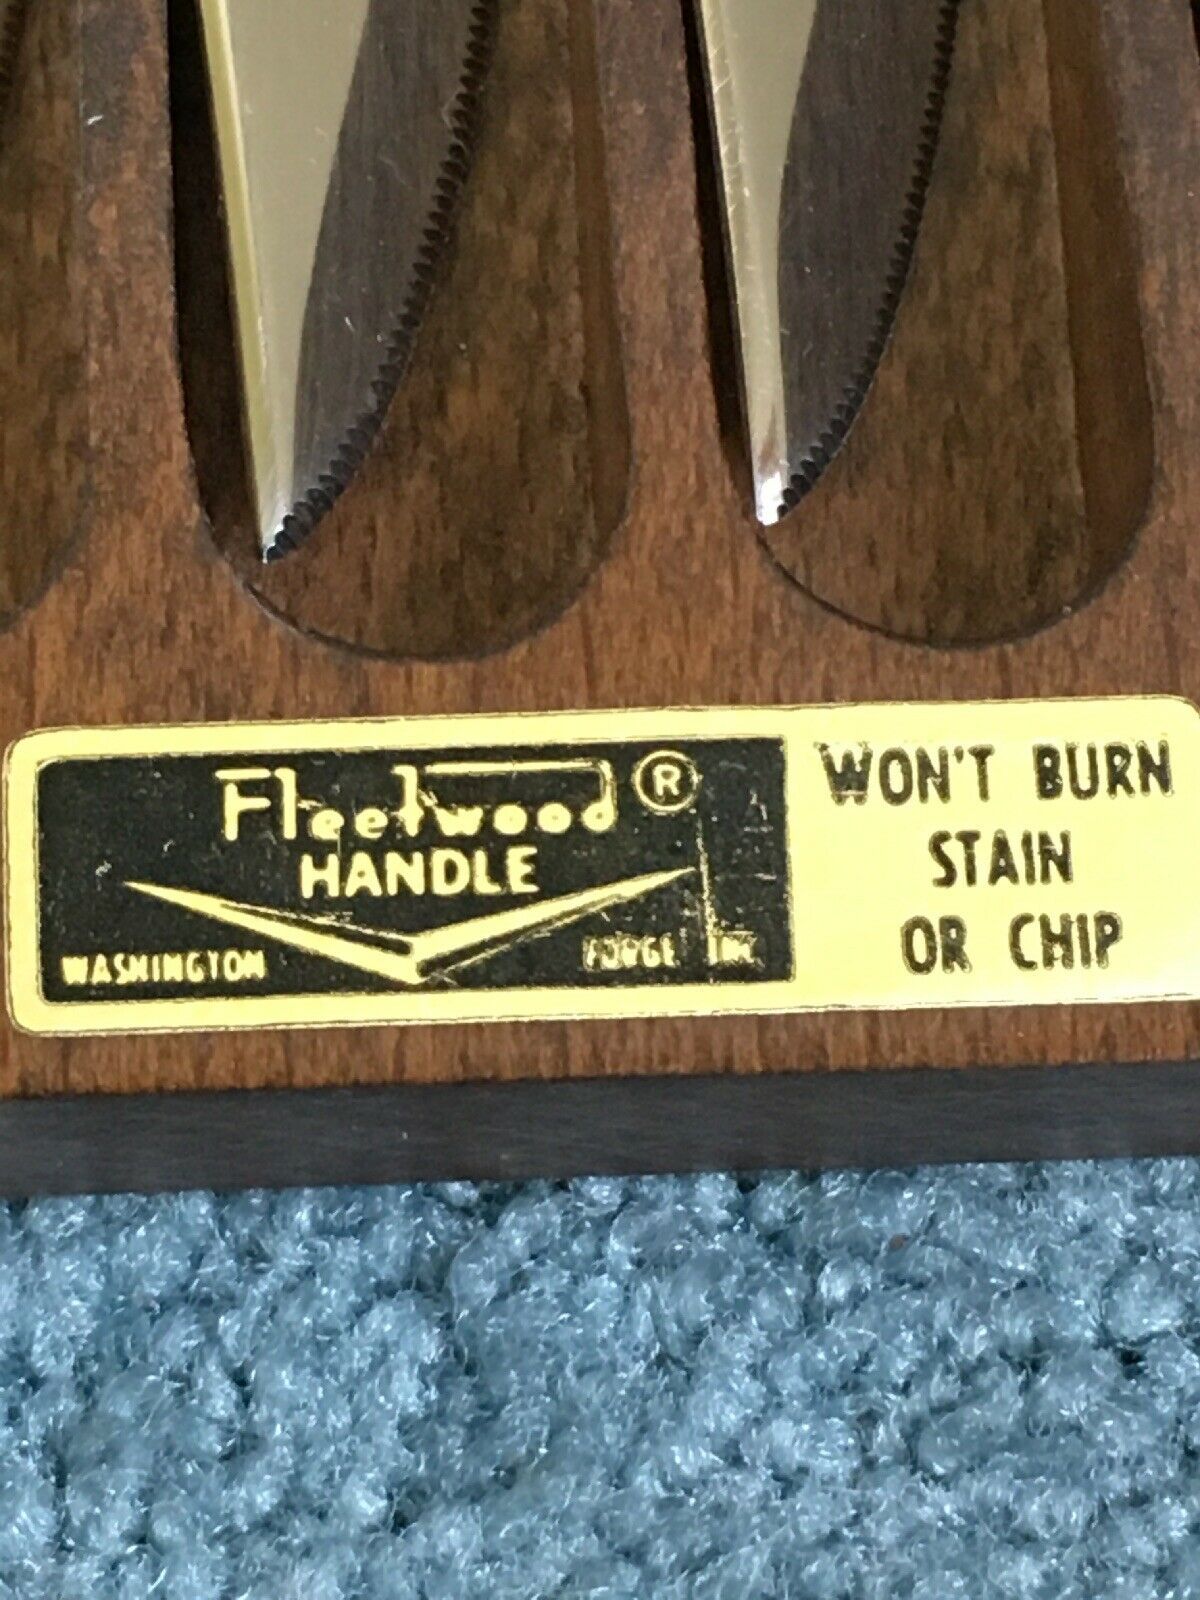 Fleetwood ®
HANDLE
WASHINGTON FORGE INC.
WON'T BURN
STAIN
OR CHIP